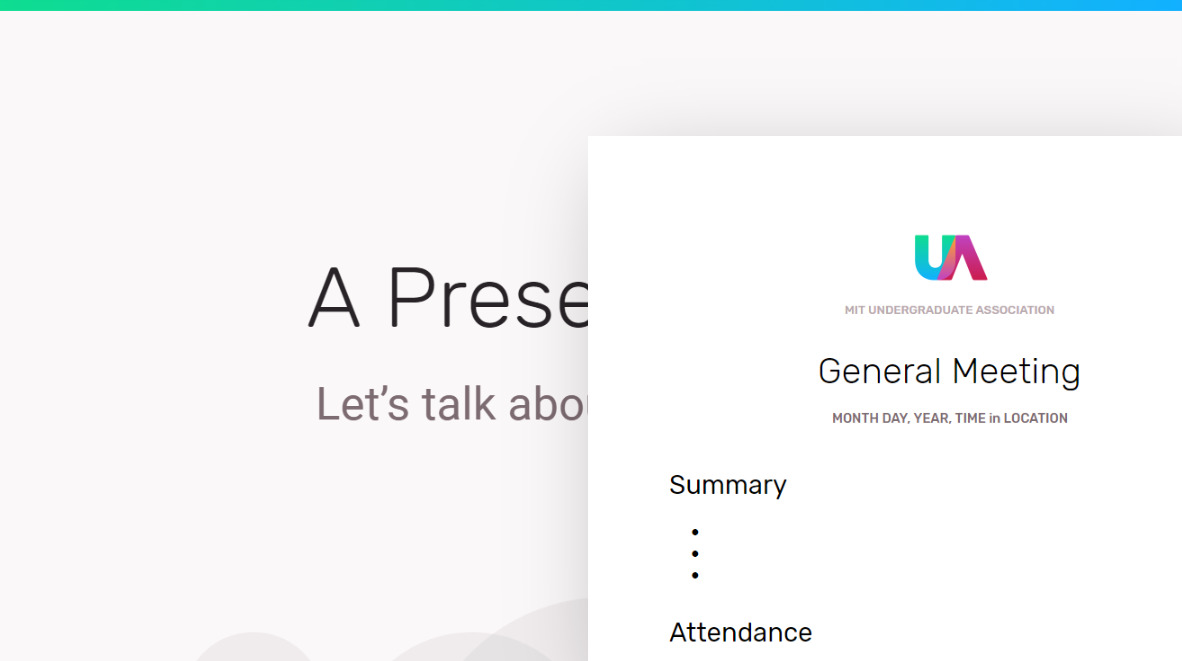 A Prese
Let's talk abo
UA
MIT UNDERGRADUATE ASSOCIATION
General Meeting
MONTH DAY, YEAR, TIME in LOCATION
Summary
•
•
•
Attendance